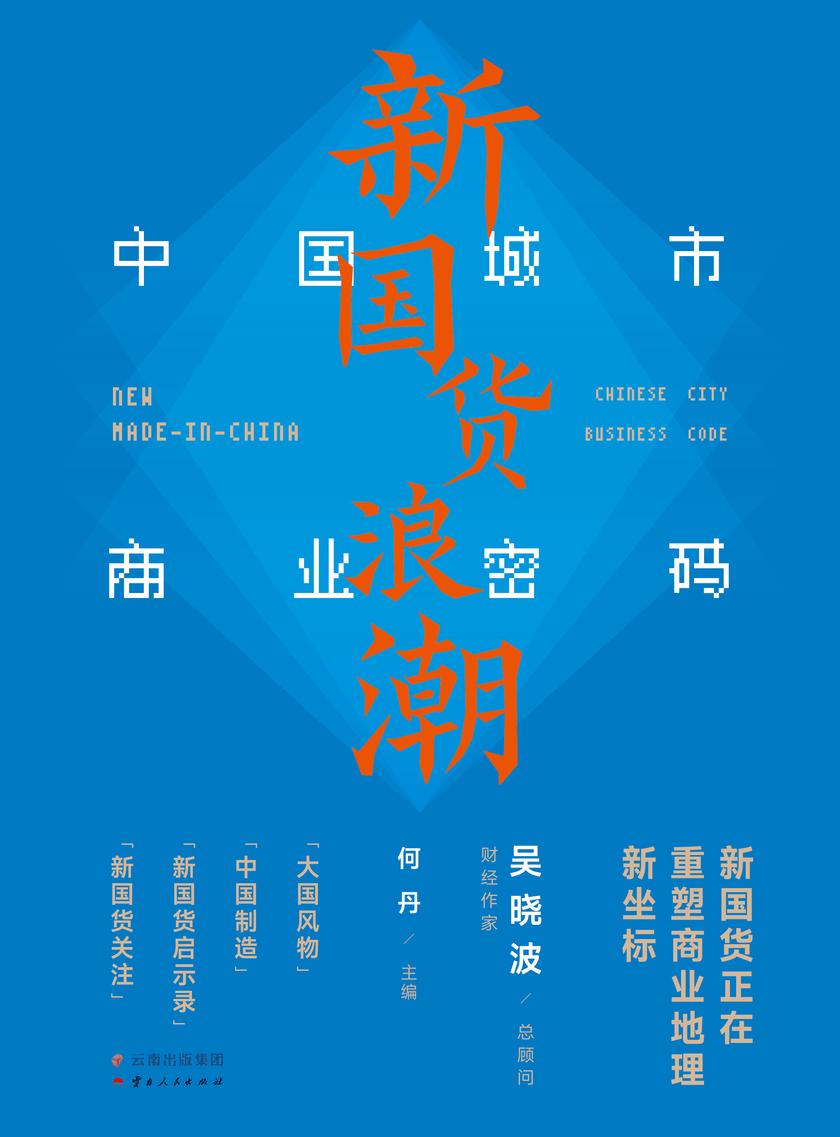 新国货浪潮
中国城市
NEW
MADE-IN-CHINA
CHINESE CITY
BUSINESS CODE
商业密码
新国货正在
重塑商业地理
新坐标
吴晓波/总顾问
财经作家
何丹/主编
「大国风物」
「中国制造」
「新国货启示录」
「新国货关注」
云南出版集团
云南人民出版社